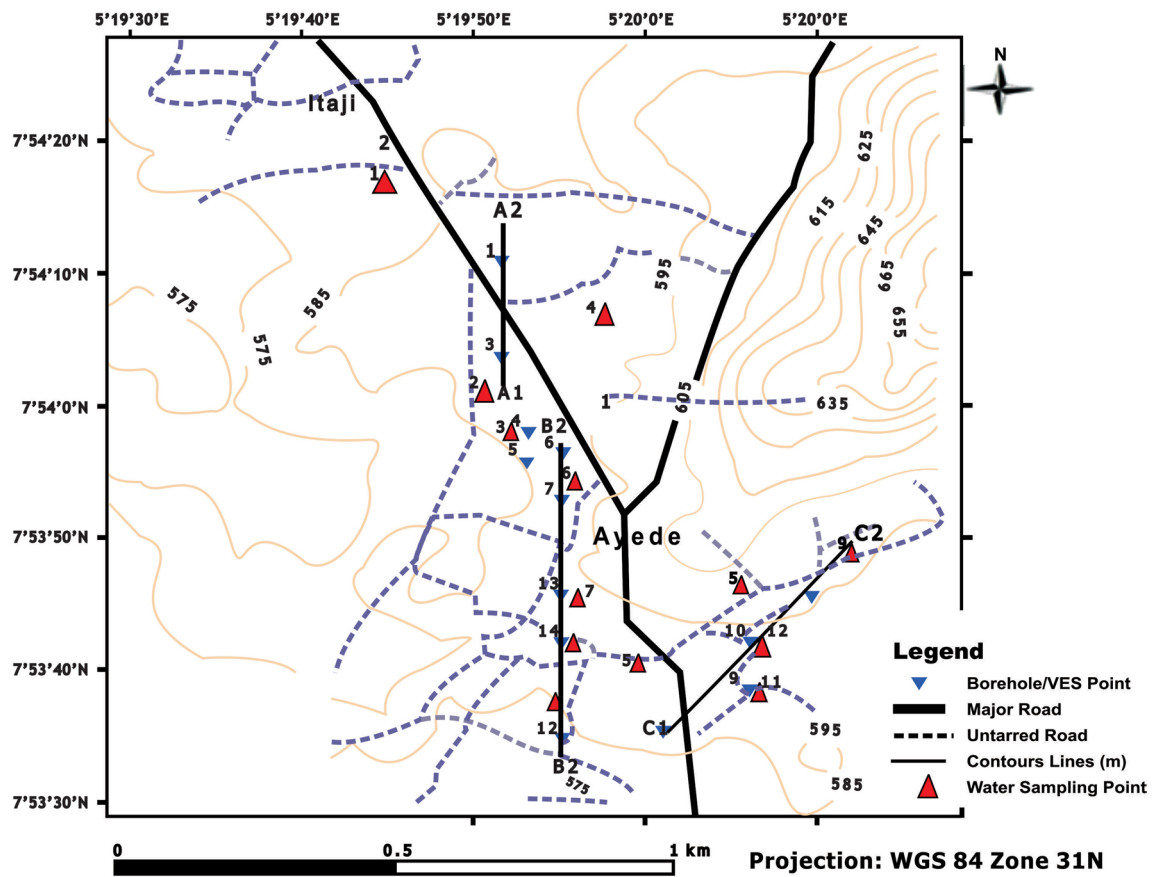 5°19'30"E 5°19'40"E 5°19'50"E 5°20'00"E 5°20'00"E
N
Itaji
7°54'20"N
2
625
1
A2
615
645
1
7°54'10"N
595
665
575
585
4
655
575
3
2
A1
605
7°54'0"N
1
635
3 4
B2
5
6
6
7
Ayede
7°53'50"N
9
C2
13
7
5
14
10
12
7°53'40"N
5
9
11
12
C1
595
B2
575
585
7°53'30"N
Legend
Borehole/VES Point
Major Road
Untarred Road
Contours Lines (m)
Water Sampling Point
0 0.5 1 km
Projection: WGS 84 Zone 31N